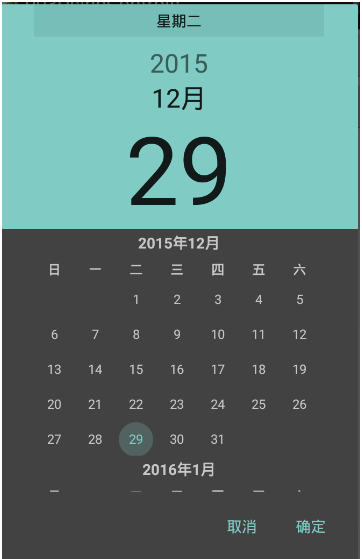 星期二
2015
12月
29
2015年12月
日 一 二 三 四 五 六
1 2 3 4 5
6 7 8 9 10 11 12
13 14 15 16 17 18 19
20 21 22 23 24 25 26
27 28 29 30 31
2016年1月
取消 确定